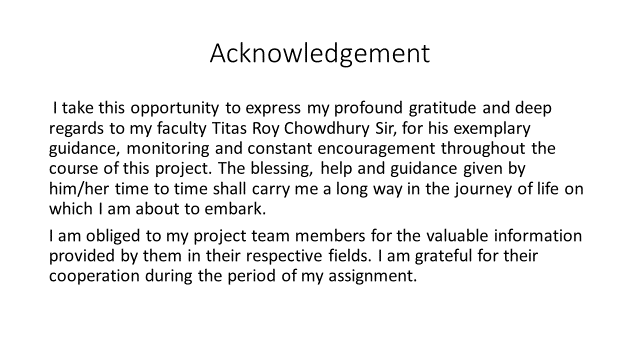 Acknowledgement
I take this opportunity to express my profound gratitude and deep
regards to my faculty Titas Roy Chowdhury Sir, for his exemplary
guidance, monitoring and constant encouragement throughout the
course of this project. The blessing, help and guidance given by
him/her time to time shall carry me a long way in the journey of life on
which I am about to embark.
I am obliged to my project team members for the valuable information
provided by them in their respective fields. I am grateful for their
cooperation during the period of my assignment.